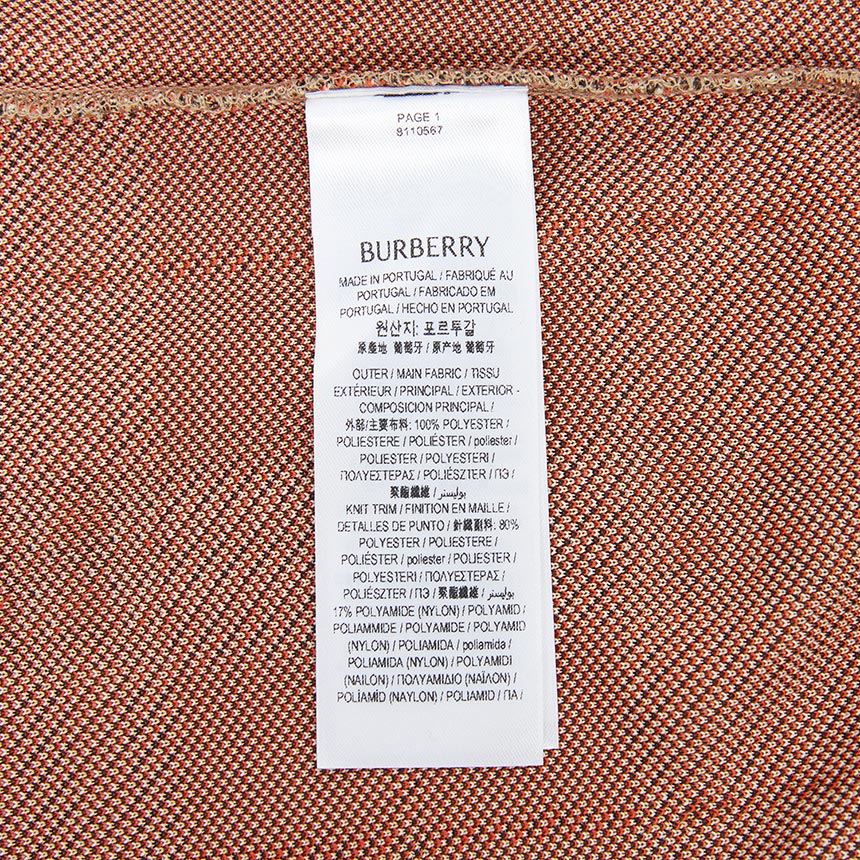 PAGE 1
8110567
BURBERRY
MADE IN PORTUGAL / FABRIQUÉ AU
PORTUGAL / FABRICADO EM
PORTUGAL / HECHO EN PORTUGAL
원산지: 포르투갈
原產地 葡萄牙 / 原产地 葡萄牙
OUTER / MAIN FABRIC / TISSU
EXTÉRIEUR / PRINCIPAL / EXTERIOR -
COMPOSICION PRINCIPAL /
外部/主要布料: 100% POLYESTER /
POLIESTERE / POLIÉSTER / poliester /
POLIESTER / POLYESTERI /
ΠΟΛΥΕΣΤΕΡΑΣ / POLIÉSZTER / ПЭ /
聚酯纖維 / بوليستر /
KNIT TRIM / FINITION EN MAILLE /
DETALLES DE PUNTO / 針織副料: 80%
POLYESTER / POLIESTERE /
POLIÉSTER / poliester / POLIESTER /
POLYESTERI / ΠΟΛΥΕΣΤΕΡΑΣ /
POLIÉSZTER / ПЭ / 聚酯纖維 / بوليستر
17% POLYAMIDE (NYLON) / POLYAMID /
POLIAMMIDE / POLYAMIDE / POLYAMID
(NYLON) / POLIAMIDA / poliamida /
POLIAMIDA (NYLON) / POLYAMIDI
(NAILON) / ΠΟΛΥΑΜΙΔΙΟ (ΝΑΪΛΟΝ) /
POLÍAMID (NAYLON) / POLIAMID / ПА /